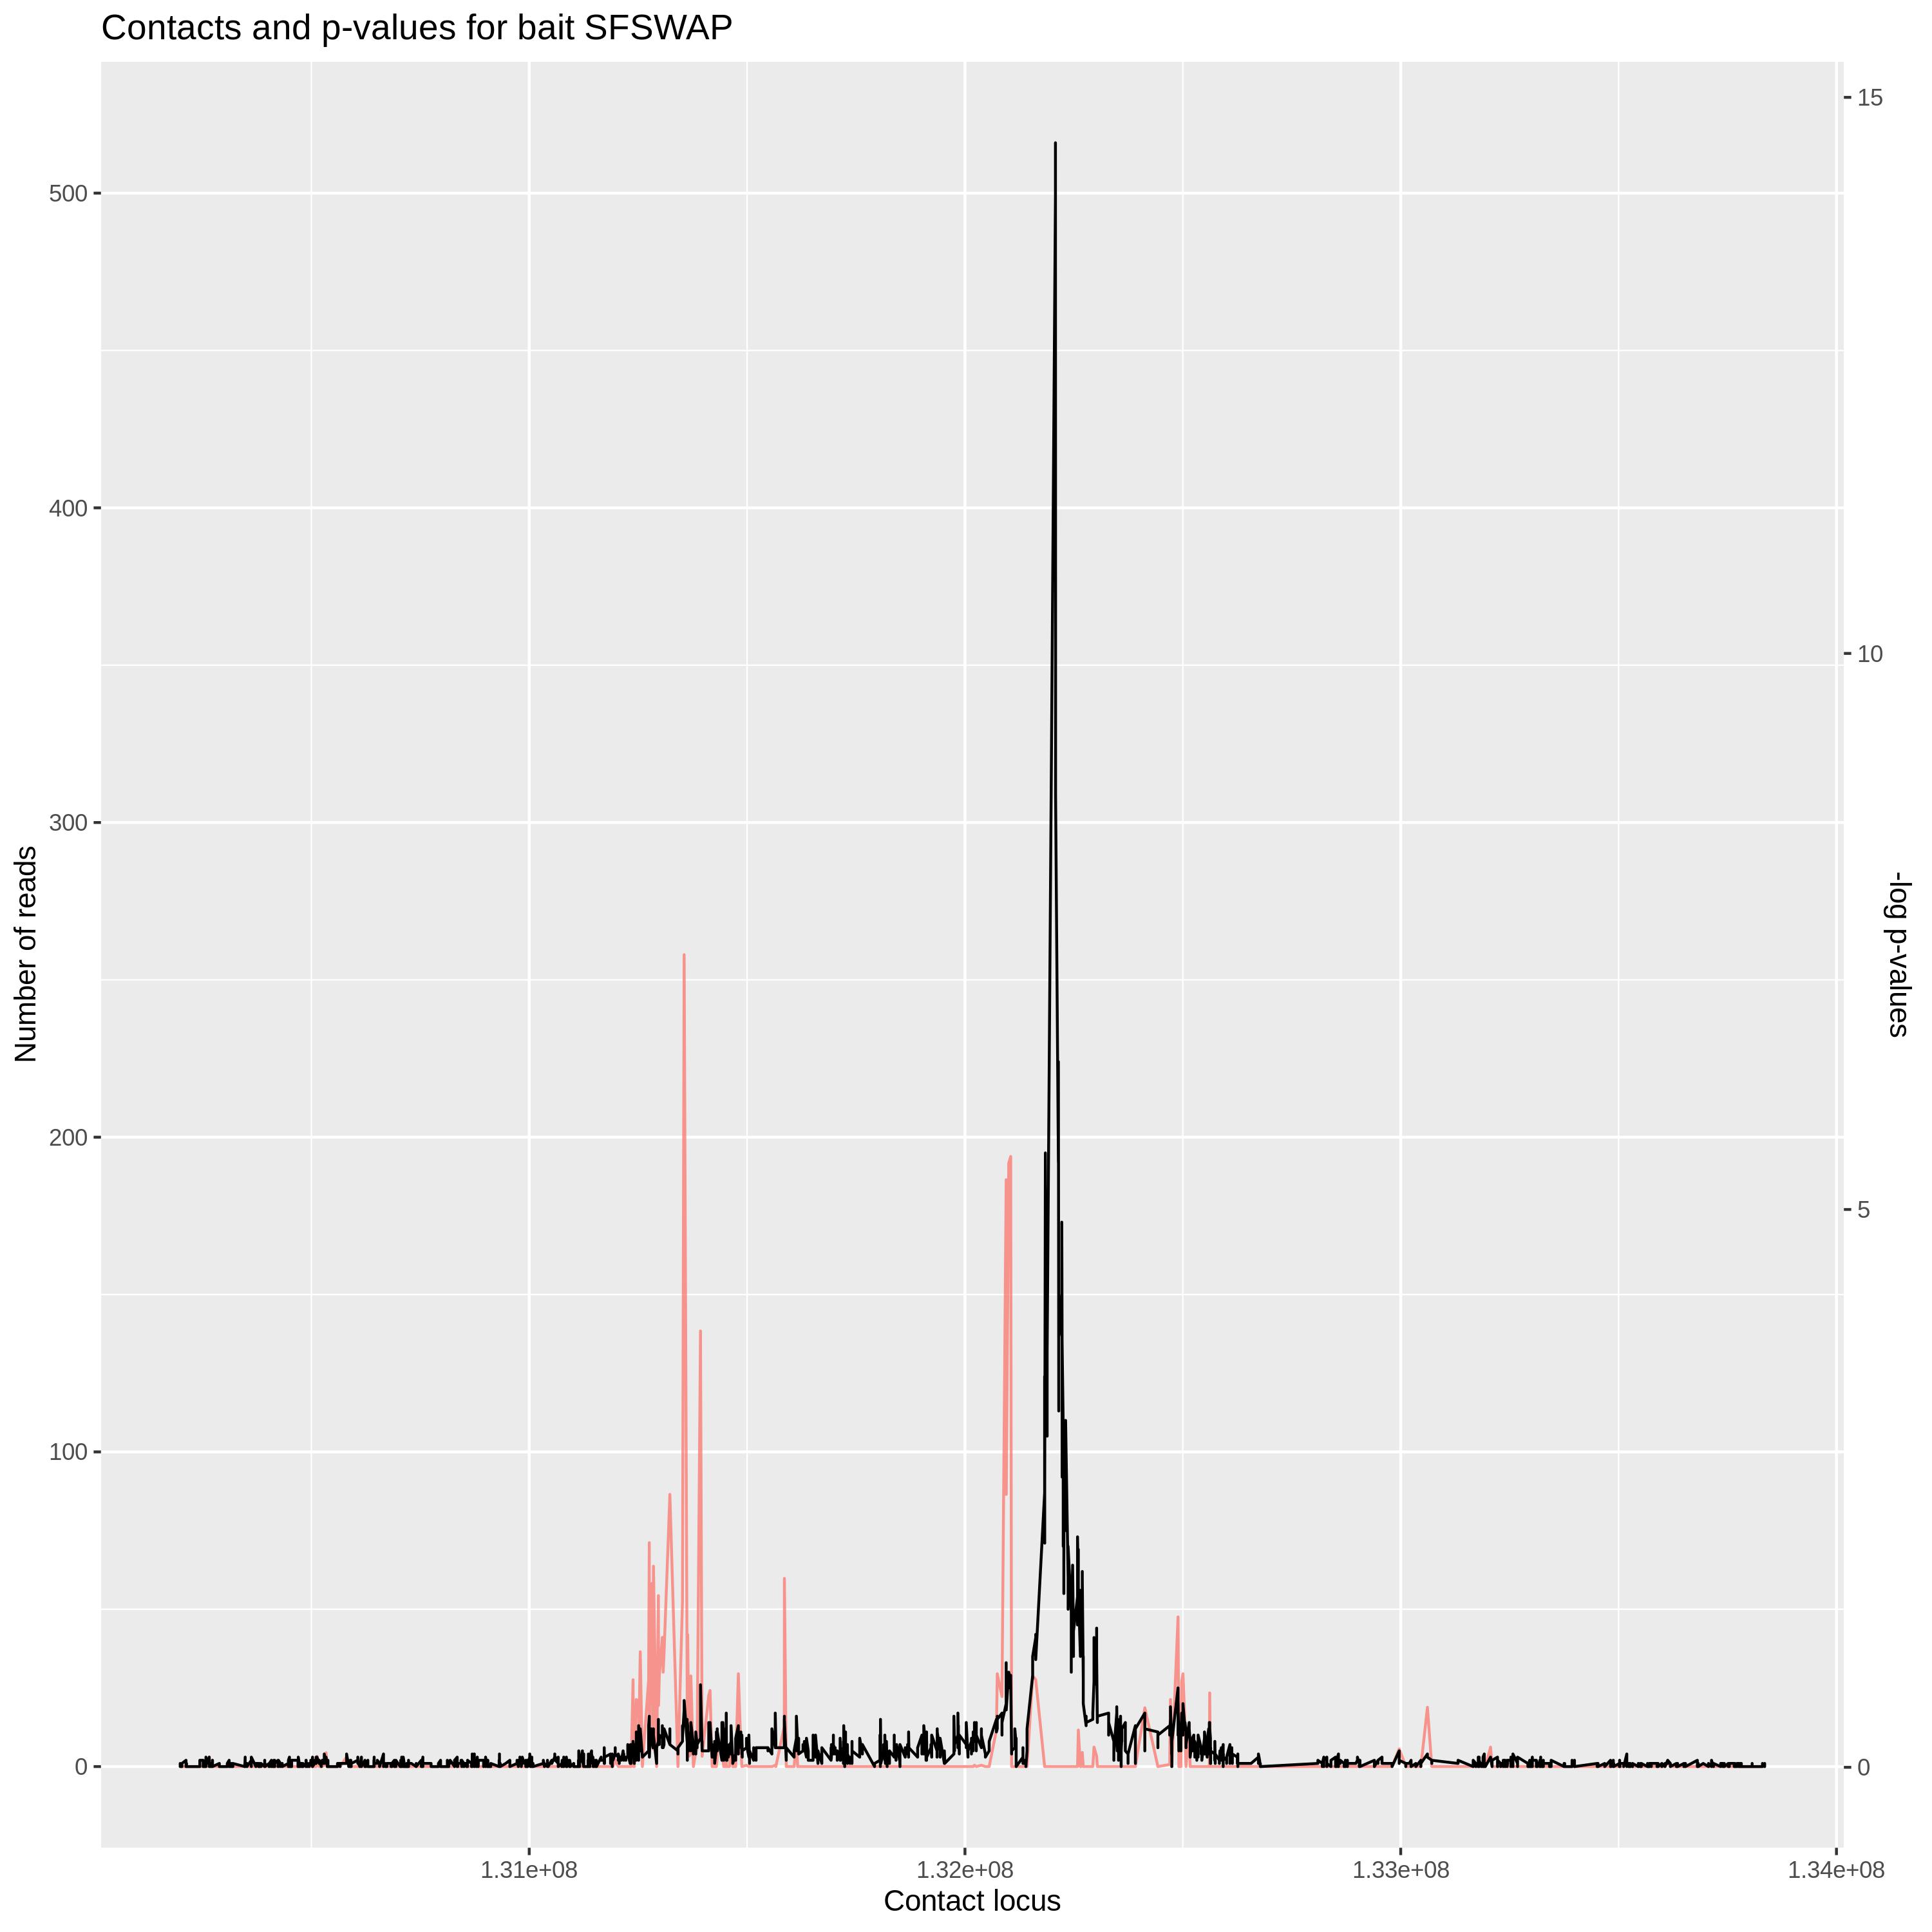 Contacts and p-values for bait SFSWAP
15
500
400
10
300
Number of reads
-log p-values
200
5
100
0
0
1.31e+08
1.32e+08
1.33e+08
1.34e+08
Contact locus